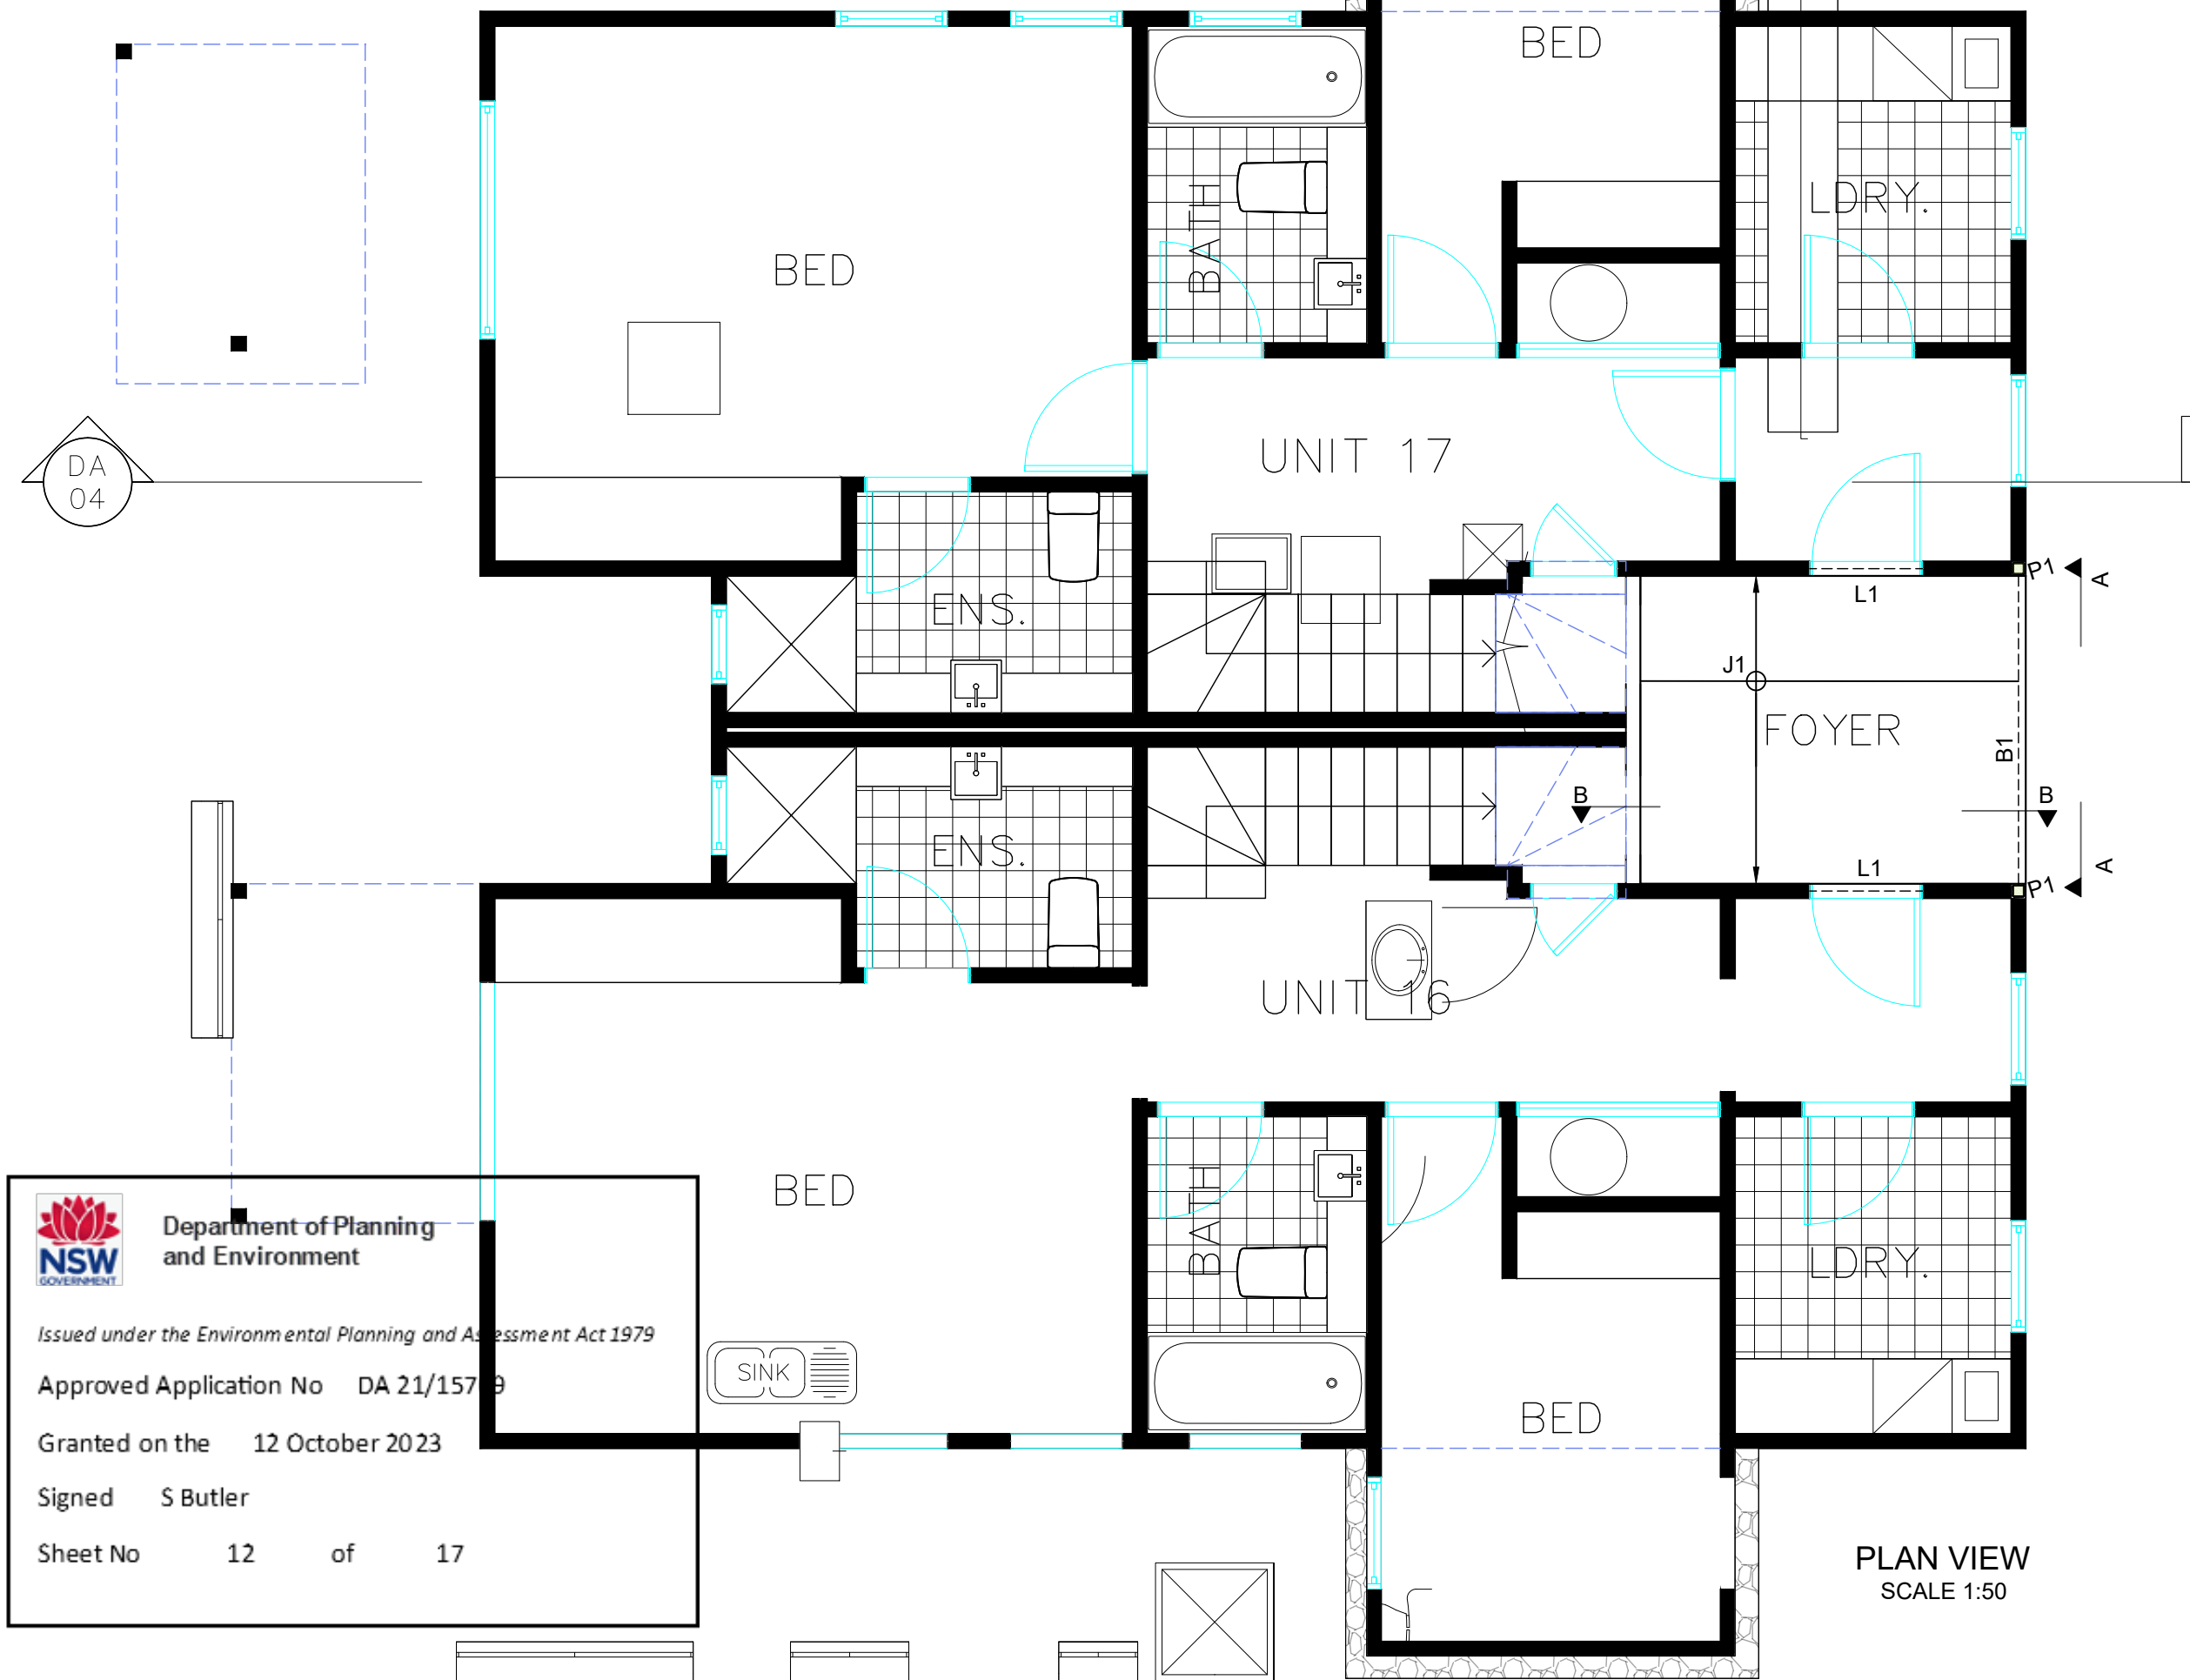 BED
BED
BATH
LDRY.
DA
04
UNIT 17
ENS.
P1
A
L1
J1
FOYER
B1
B
B
ENS.
L1
P1
A
UNIT 16
BED
BATH
LDRY.
SINK
BED
NSW
GOVERNMENT
Department of Planning
and Environment
Issued under the Environmental Planning and Assessment Act 1979
Approved Application No DA 21/15709
Granted on the 12 October 2023
Signed S Butler
Sheet No 12 of 17
PLAN VIEW
SCALE 1:50